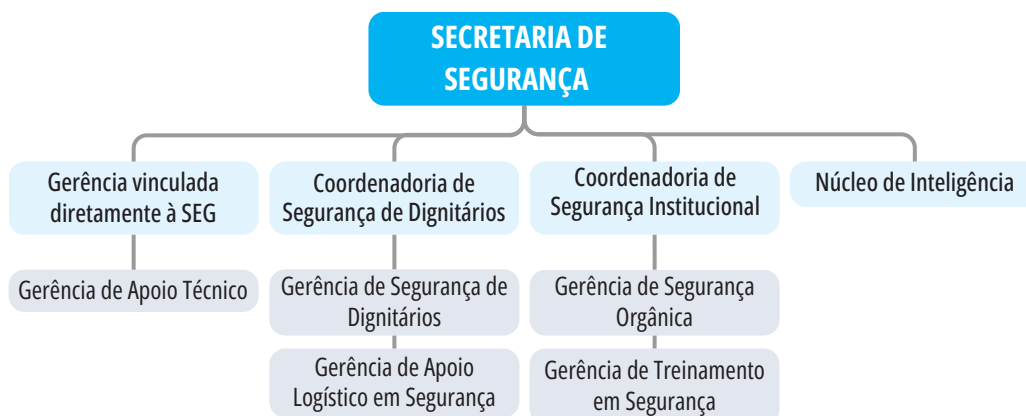 SECRETARIA DE
SEGURANÇA
Gerência vinculada
diretamente à SEG
Coordenadoria de
Segurança de Dignitários
Coordenadoria de
Segurança Institucional
Núcleo de Inteligência
Gerência de Apoio Técnico
Gerência de Segurança de
Dignitários
Gerência de Segurança
Orgânica
Gerência de Apoio
Logístico em Segurança
Gerência de Treinamento
em Segurança